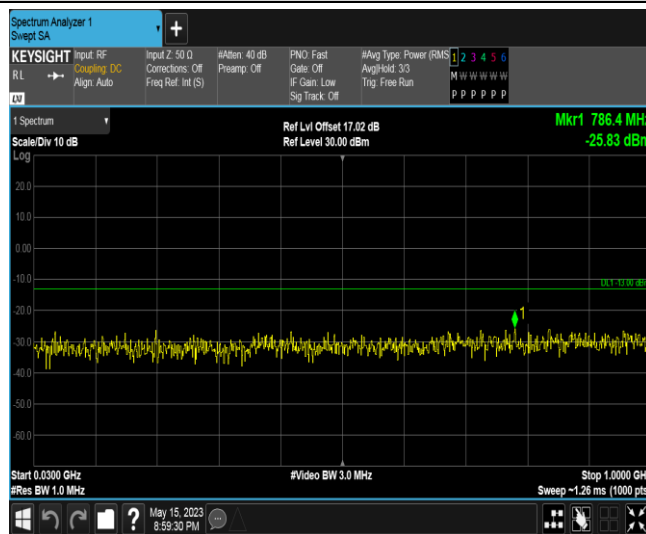 Spectrum Analyzer 1
Swept SA
KEYSIGHT
RL
LXI
Input: RF
Coupling: DC
Align: Auto
Input Z: 50 Ω
Corrections: Off
Freq Ref: Int (S)
#Atten: 40 dB
Preamp: Off
PNO: Fast
Gate: Off
IF Gain: Low
Sig Track: Off
#Avg Type: Power (RMS
Avg|Hold: 3/3
Trig: Free Run
1 2 3 4 5 6
M W W W W W
P P P P P P
1 Spectrum
Scale/Div 10 dB
Ref Lvl Offset 17.02 dB
Ref Level 30.00 dBm
Mkr1 786.4 MHz
-25.83 dBm
Log
20.0
10.0
0.00
-10.0
DL1 -13.00 dBm
-20.0
1
-30.0
-40.0
-50.0
-60.0
Start 0.0300 GHz
#Video BW 3.0 MHz
Stop 1.0000 GH
#Res BW 1.0 MHz
Sweep ~1.26 ms (1000 pts
?
May 15, 2023
8:59:30 PM